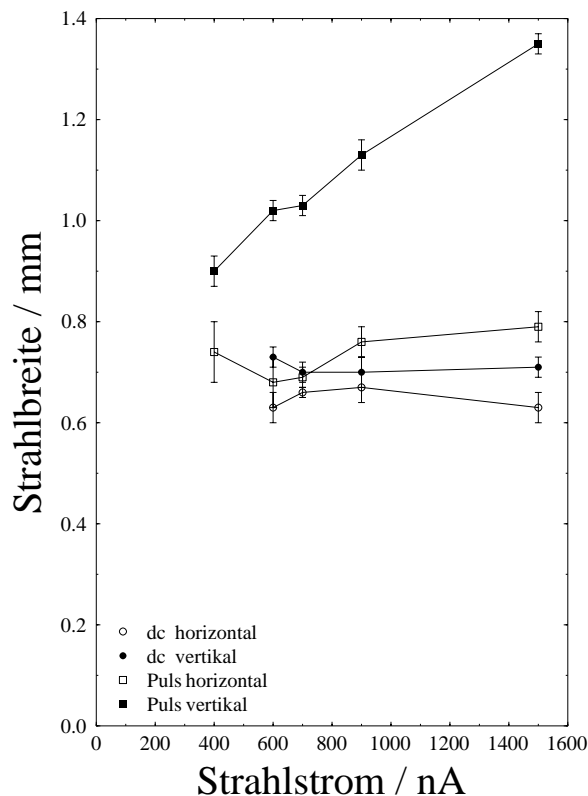 1.4
1.2
1.0
0.8
0.6
0.4
0.2
0.0
Strahlbreite / mm
dc horizontal
dc vertikal
Puls horizontal
Puls vertikal
0 200 400 600 800 1000 1200 1400 1600
Strahlstrom / nA